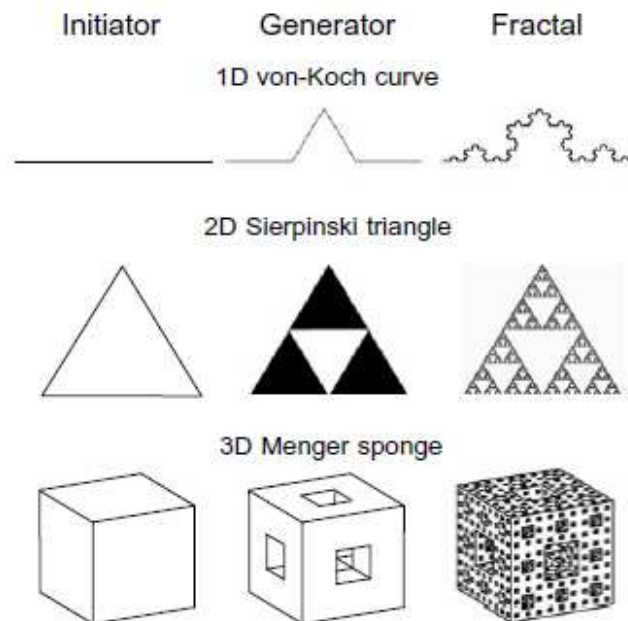 Initiator Generator Fractal
1D von-Koch curve
2D Sierpinski triangle
3D Menger sponge